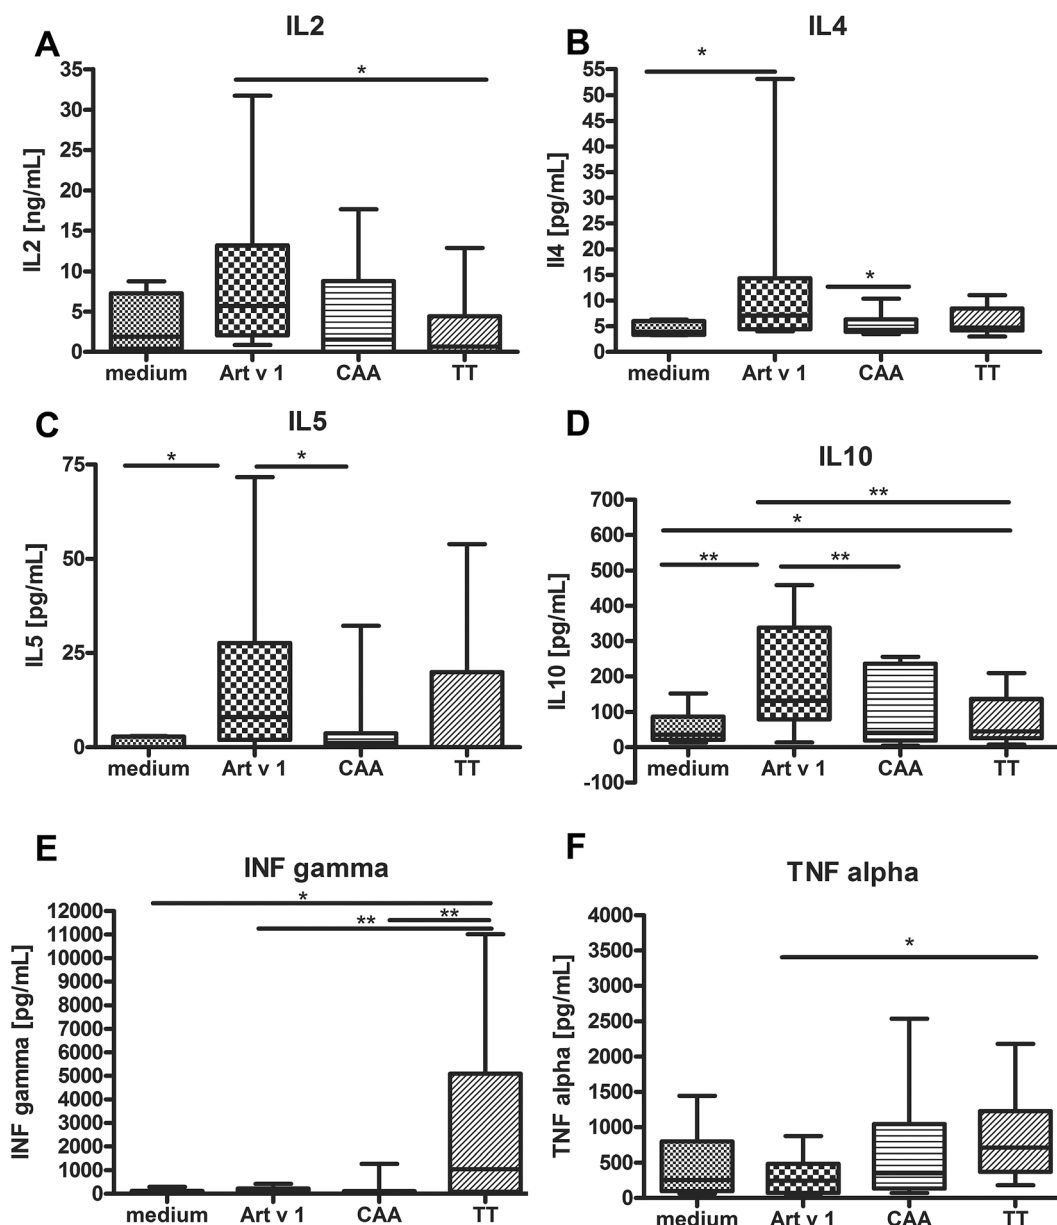 A
IL2
*
35
30
25
20
15
10
5
0
IL2 [ng/mL]
medium Art v 1 CAA TT
B
IL4
*
*
55
50
45
40
35
30
25
20
15
10
5
0
Il4 [pg/mL]
medium Art v 1 CAA TT
C
IL5
* *
75
50
25
0
IL5 [pg/mL]
medium Art v 1 CAA TT
D
IL10
**
*
** **
700
600
500
400
300
200
100
0
-100
IL10 [pg/mL]
medium Art v 1 CAA TT
E
INF gamma
*
** **
12000
11000
10000
9000
8000
7000
6000
5000
4000
3000
2000
1000
0
INF gamma [pg/mL]
medium Art v 1 CAA TT
F
TNF alpha
*
4000
3500
3000
2500
2000
1500
1000
500
0
TNF alpha [pg/mL]
medium Art v 1 CAA TT